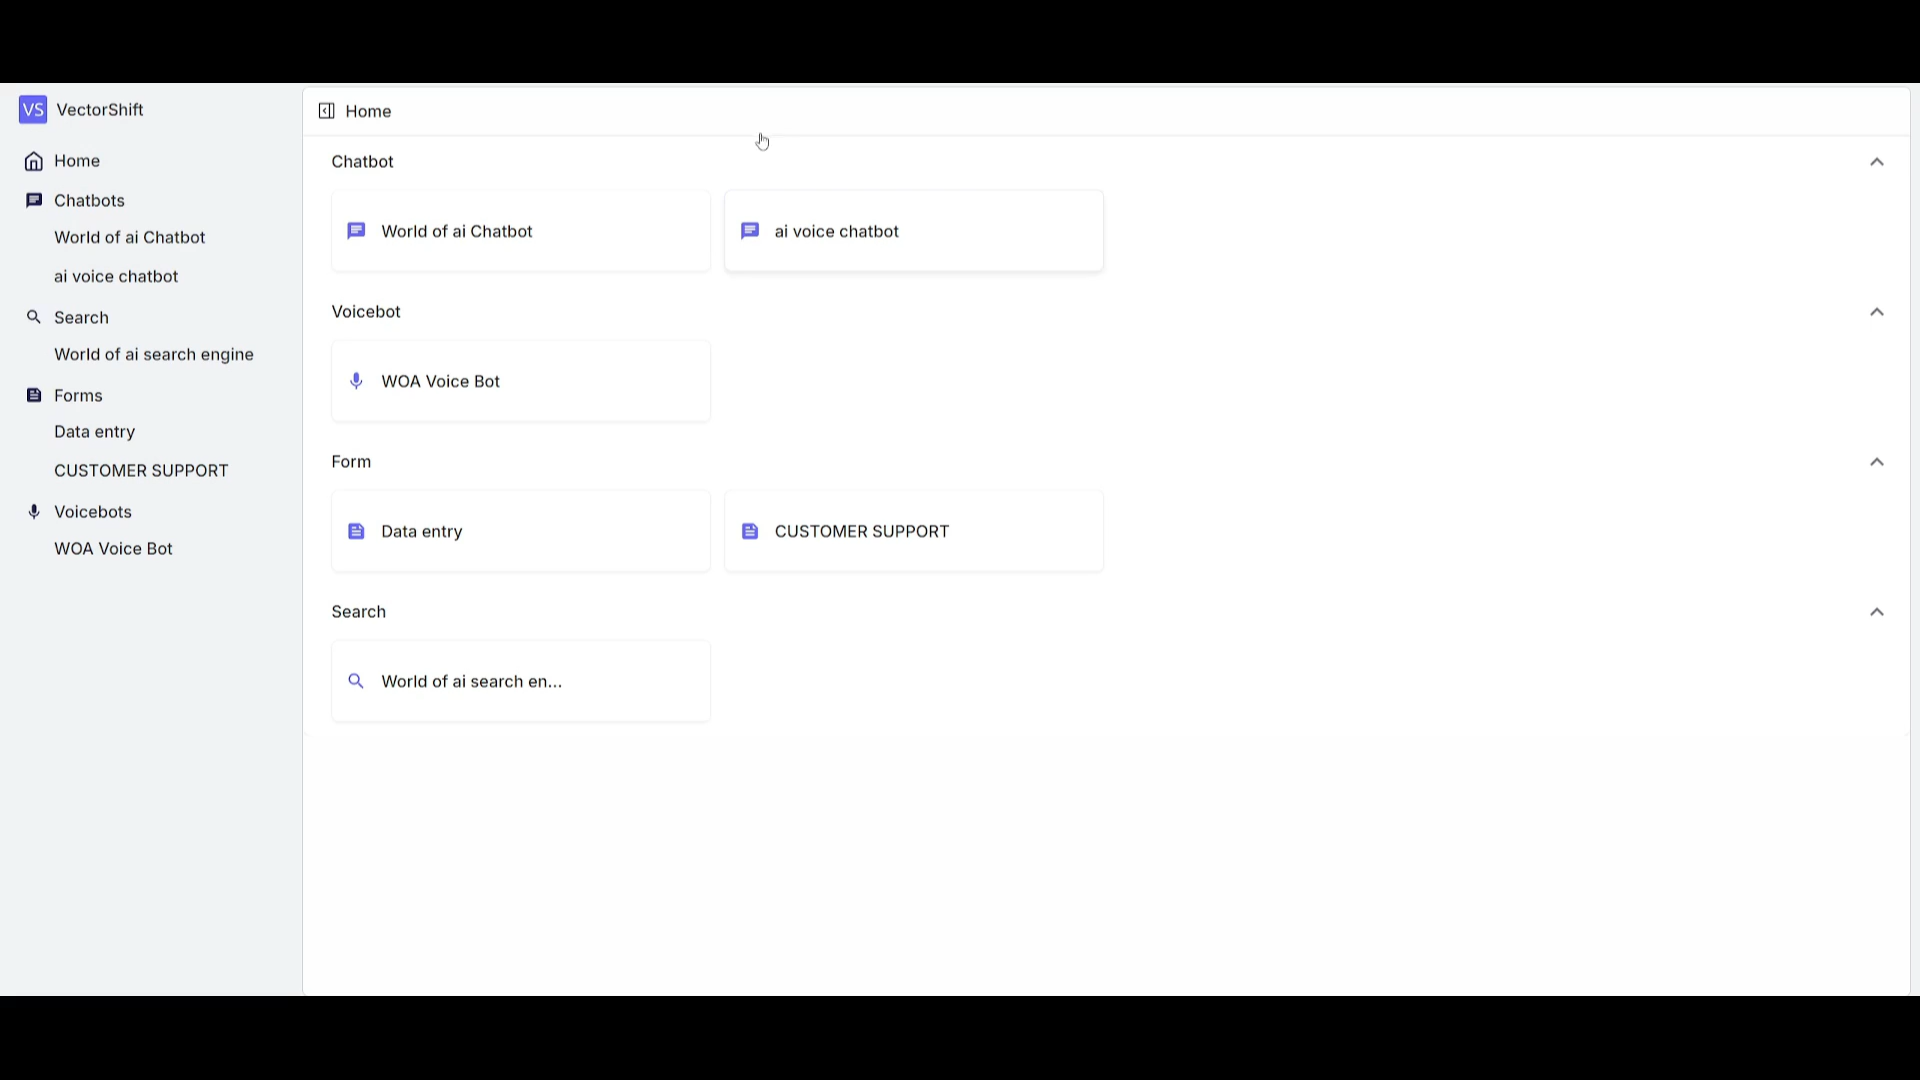 VS VectorShift
Home
Chatbots
World of ai Chatbot
ai voice chatbot
Search
World of ai search engine
Forms
Data entry
CUSTOMER SUPPORT
Voicebots
WOA Voice Bot
Home
Chatbot
World of ai Chatbot
ai voice chatbot
Voicebot
WOA Voice Bot
Form
Data entry
CUSTOMER SUPPORT
Search
World of ai search en...